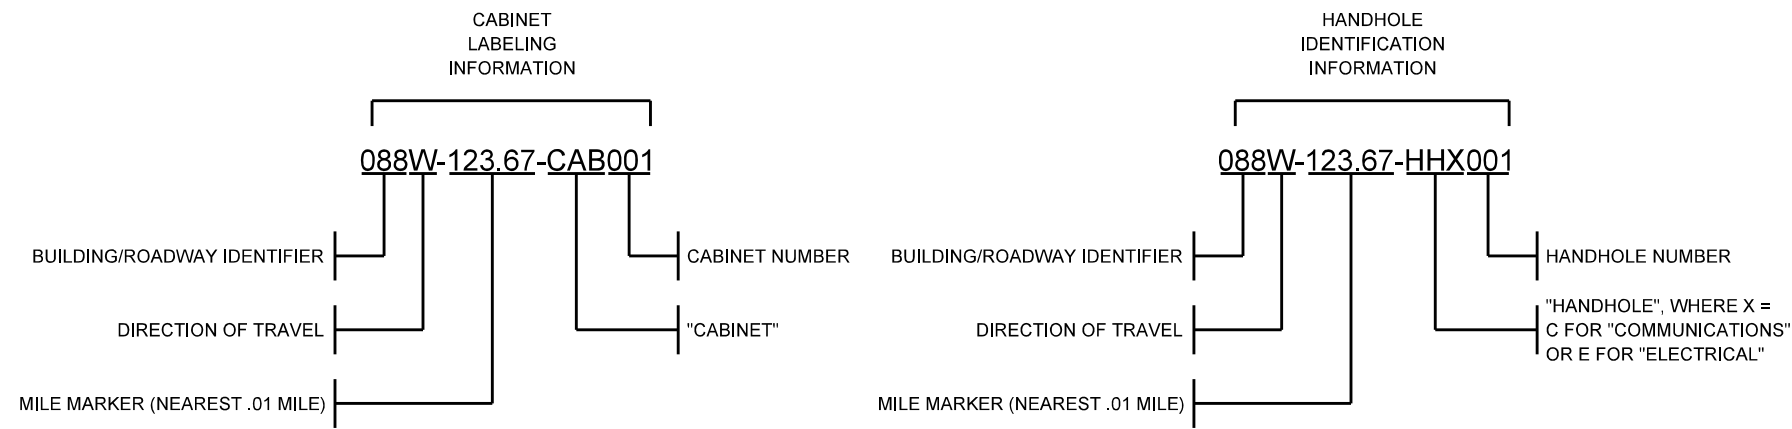 CABINET
LABELING
INFORMATION
088W-123.67-CAB001
BUILDING/ROADWAY IDENTIFIER
CABINET NUMBER
DIRECTION OF TRAVEL
"CABINET"
MILE MARKER (NEAREST .01 MILE)
HANDHOLE
IDENTIFICATION
INFORMATION
088W-123.67-HHX001
BUILDING/ROADWAY IDENTIFIER
HANDHOLE NUMBER
DIRECTION OF TRAVEL
"HANDHOLE", WHERE X =
C FOR "COMMUNICATIONS"
OR E FOR "ELECTRICAL"
MILE MARKER (NEAREST .01 MILE)